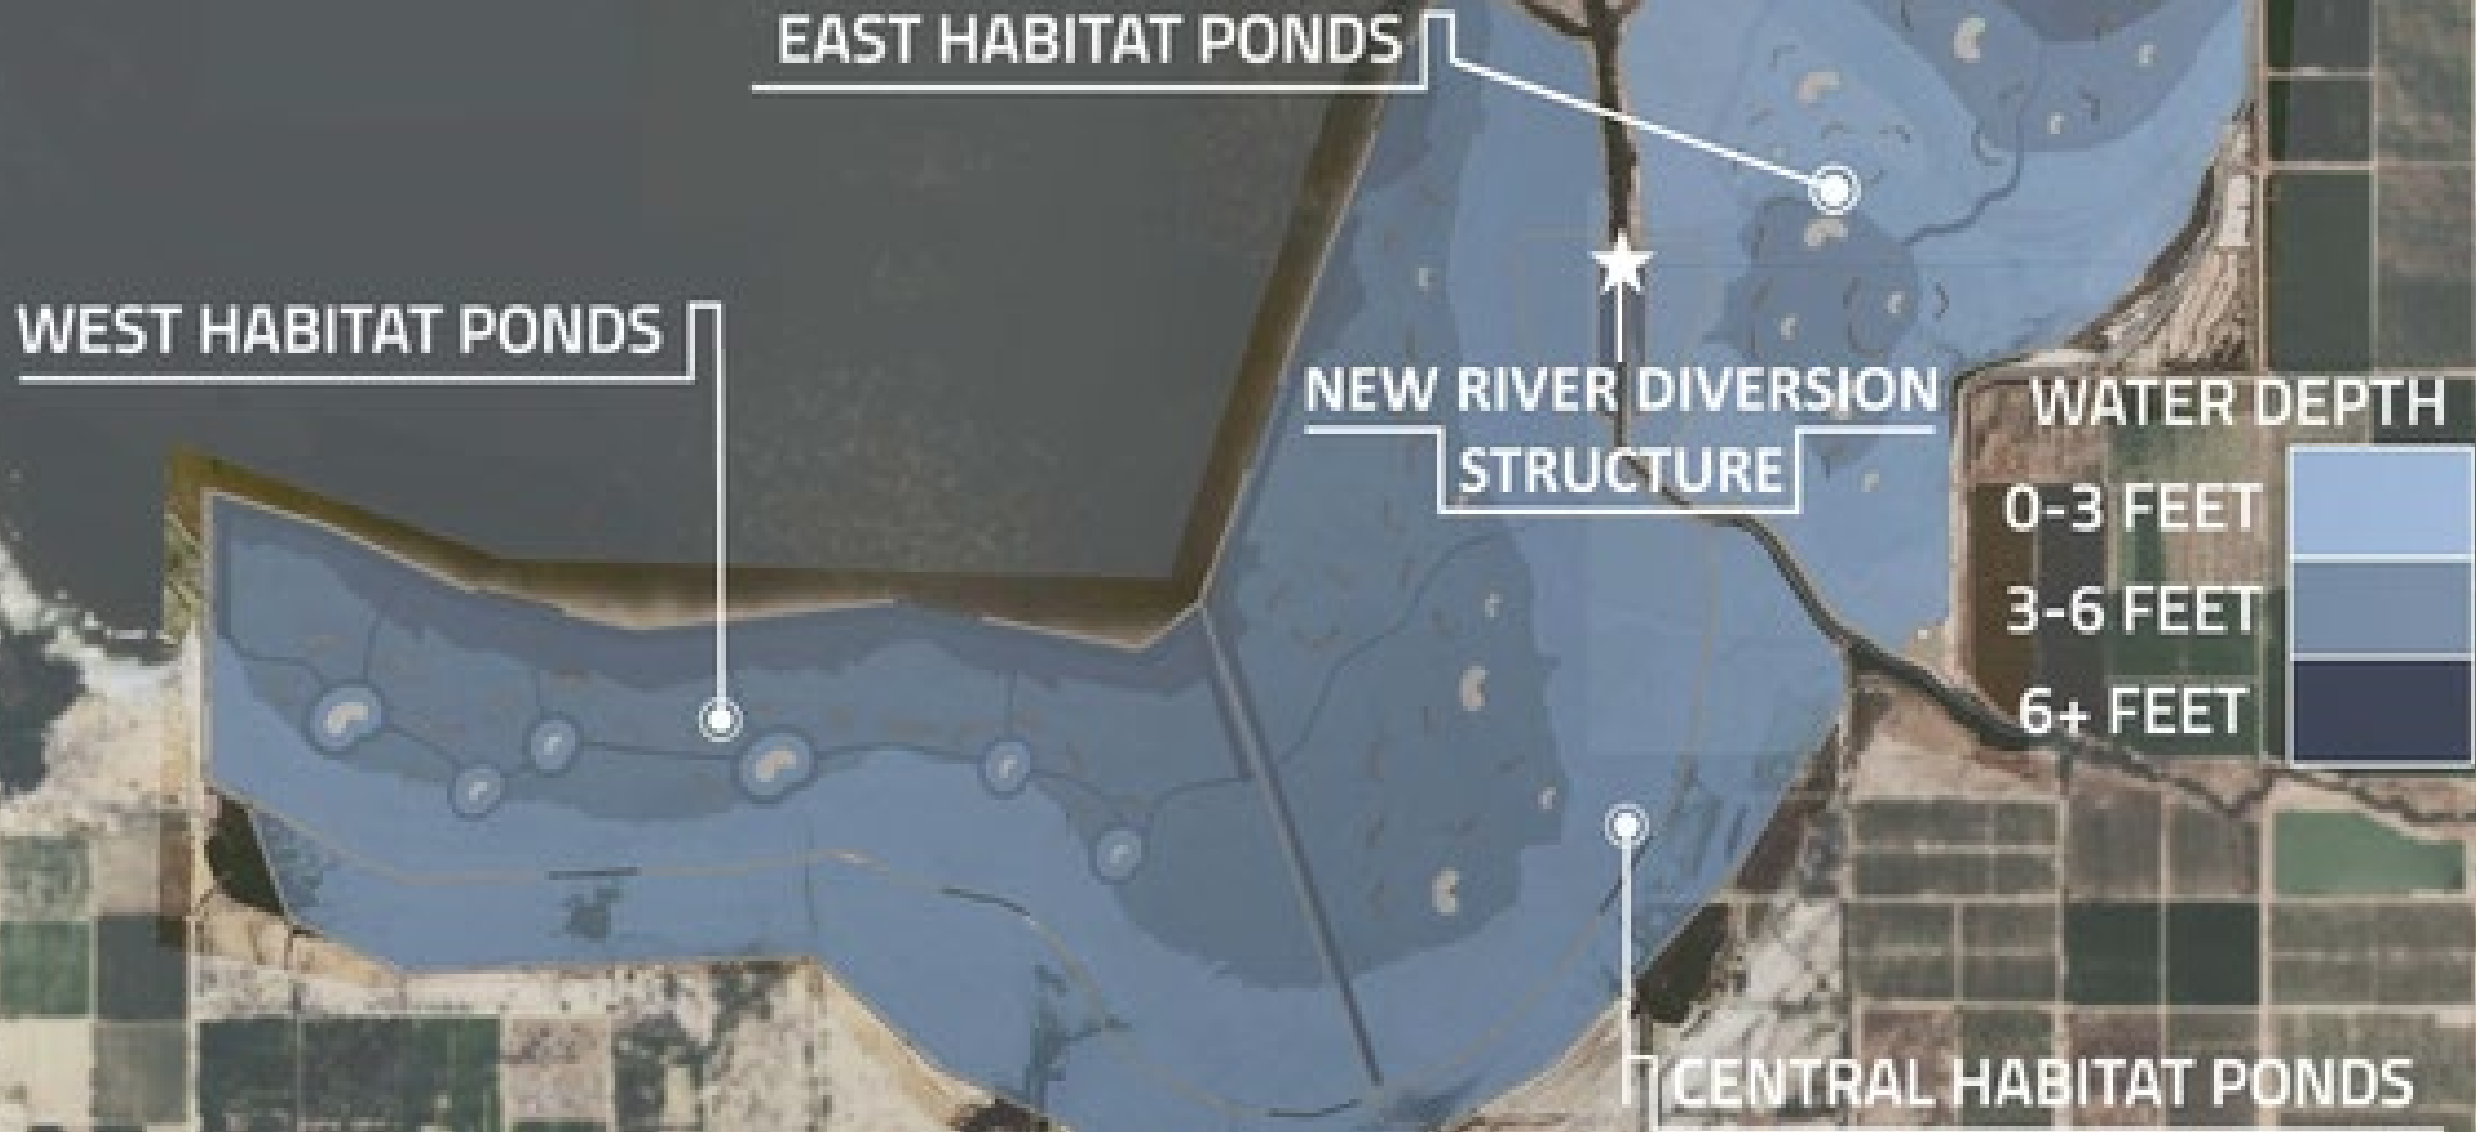 EAST HABITAT PONDS
WEST HABITAT PONDS
NEW RIVER DIVERSION
STRUCTURE
WATER DEPTH
0-3 FEET
3-6 FEET
6+ FEET
CENTRAL HABITAT PONDS